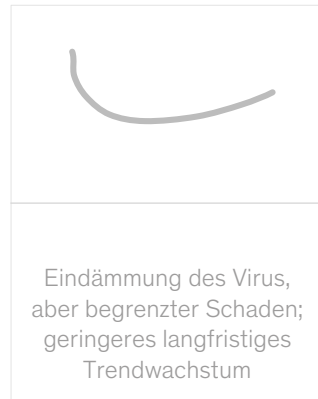 Eindämmung des Virus,
aber begrenzter Schaden;
geringeres langfristiges
Trendwachstum